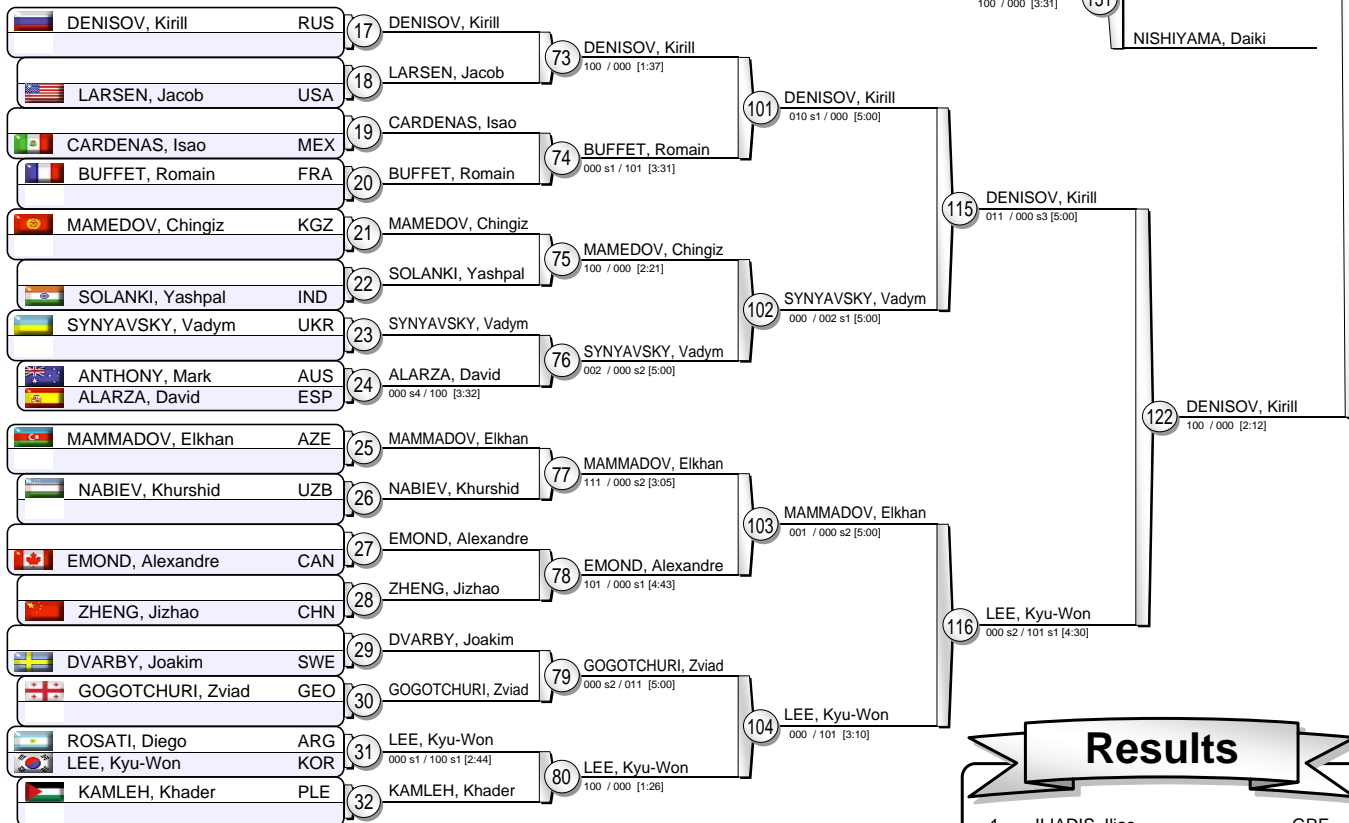 100 / 000 [3:31]
131
NISHIYAMA, Daiki
DENISOV, Kirill RUS
LARSEN, Jacob USA
CARDENAS, Isao MEX
BUFFET, Romain FRA
MAMEDOV, Chingiz KGZ
SOLANKI, Yashpal IND
SYNYAVSKY, Vadym UKR
ANTHONY, Mark AUS
ALARZA, David ESP
MAMMADOV, Elkhan AZE
NABIEV, Khurshid UZB
EMOND, Alexandre CAN
ZHENG, Jizhao CHN
DVARBY, Joakim SWE
GOGOTCHURI, Zviad GEO
ROSATI, Diego ARG
LEE, Kyu-Won KOR
KAMLEH, Khader PLE
17 DENISOV, Kirill
18 LARSEN, Jacob
19 CARDENAS, Isao
20 BUFFET, Romain
21 MAMEDOV, Chingiz
22 SOLANKI, Yashpal
23 SYNYAVSKY, Vadym
24 ALARZA, David
000 s4 / 100 [3:32]
25 MAMMADOV, Elkhan
26 NABIEV, Khurshid
27 EMOND, Alexandre
28 ZHENG, Jizhao
29 DVARBY, Joakim
30 GOGOTCHURI, Zviad
31 LEE, Kyu-Won
000 s1 / 100 s1 [2:44]
32 KAMLEH, Khader
73 DENISOV, Kirill
100 / 000 [1:37]
74 BUFFET, Romain
000 s1 / 101 [3:31]
75 MAMEDOV, Chingiz
100 / 000 [2:21]
76 SYNYAVSKY, Vadym
002 / 000 s2 [5:00]
77 MAMMADOV, Elkhan
111 / 000 s2 [3:05]
78 EMOND, Alexandre
101 / 000 s1 [4:43]
79 GOGOTCHURI, Zviad
000 s2 / 011 [5:00]
80 LEE, Kyu-Won
100 / 000 [1:26]
101 DENISOV, Kirill
010 s1 / 000 [5:00]
102 SYNYAVSKY, Vadym
000 / 002 s1 [5:00]
103 MAMMADOV, Elkhan
001 / 000 s2 [5:00]
104 LEE, Kyu-Won
000 / 101 [3:10]
115 DENISOV, Kirill
011 / 000 s3 [5:00]
116 LEE, Kyu-Won
000 s2 / 101 s1 [4:30]
122 DENISOV, Kirill
100 / 000 [2:12]
Results
1 ILIADIS, Ilias GRE